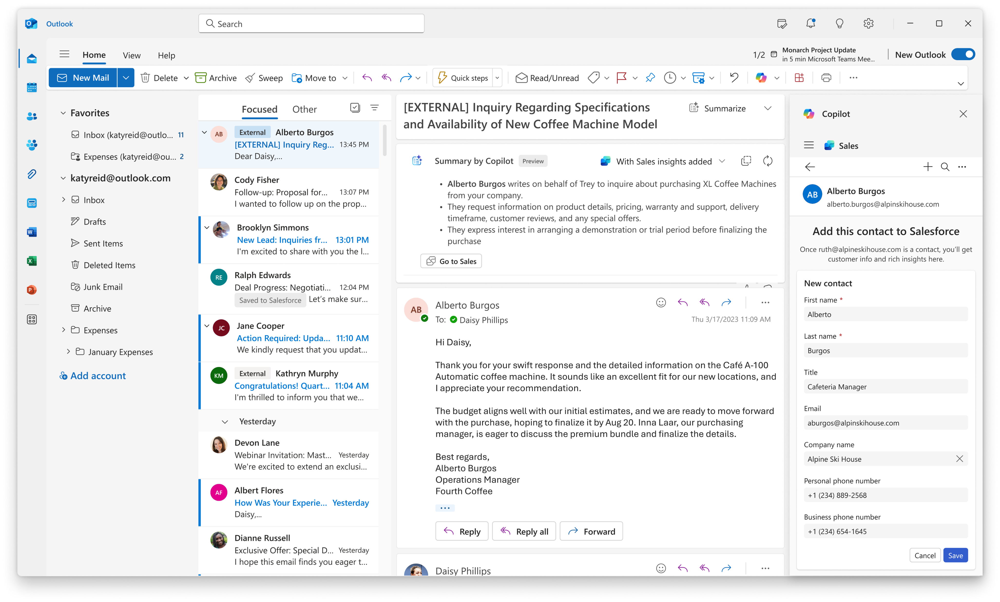 Outlook
Search
Home
View
Help
1/2
Monarch Project Update
in 5 min Microsoft Teams Mee...
New Outlook
New Mail
Delete
Archive
Sweep
Move to
Quick steps
Read/Unread
Favorites
Inbox (katyreid@outlo... 11
Expenses (katyreid@ou... 2
katyreid@outlook.com
Inbox
Drafts
Sent Items
Deleted Items
Junk Email
Archive
Expenses
January Expenses
Add account
Focused
Other
AB
External Alberto Burgos
[EXTERNAL] Inquiry Reg... 13:45 PM
Dear Daisy,...
Cody Fisher
Follow-up: Proposal for... 13:07 PM
I wanted to follow up on the prop...
Brooklyn Simmons
New Lead: Inquiries fr... 13:01 PM
I'm excited to share with you the l...
RE
Ralph Edwards
Deal Progress: Negotiati... 12:04 PM
Saved to Salesforce Let's make sur...
JC
Jane Cooper
Action Required: Upda... 11:10 AM
We kindly request that you updat...
KM
External Kathryn Murphy
Congratulations! Quart... 11:04 AM
I'm thrilled to inform you that we...
Yesterday
Devon Lane
Webinar Invitation: Mast... Yesterday
We're excited to extend an exclusi...
AF
Albert Flores
How Was Your Experie... Yesterday
Daisy,...
Dianne Russell
Exclusive Offer: Special D... Yesterday
I hope this email finds you eager t...
[EXTERNAL] Inquiry Regarding Specifications
and Availability of New Coffee Machine Model
Summarize
Summary by Copilot Preview
With Sales insights added
• Alberto Burgos writes on behalf of Trey to inquire about purchasing XL Coffee Machines
from your company.
• They request information on product details, pricing, warranty and support, delivery
timeframe, customer reviews, and any special offers.
• They express interest in arranging a demonstration or trial period before finalizing the
purchase
Go to Sales
AB
Alberto Burgos
To: Daisy Phillips
Thu 3/17/2023 11:09 AM
Hi Daisy,
Thank you for your swift response and the detailed information on the Café A-100
Automatic coffee machine. It sounds like an excellent fit for our new locations, and
I appreciate your recommendation.
The budget aligns well with our initial estimates, and we are ready to move forward
with the purchase, hoping to finalize it by Aug 20. Inna Laar, our purchasing
manager, is eager to discuss the premium bundle and finalize the details.
Best regards,
Alberto Burgos
Operations Manager
Fourth Coffee
Reply
Reply all
Forward
Daisy Phillips
Copilot
Sales
AB
Alberto Burgos
alberto.burgos@alpinskihouse.com
Add this contact to Salesforce
Once ruth@alpineskihouse.com is a contact, you'll get
customer info and rich insights here.
New contact
First name *
Alberto
Last name *
Burgos
Title
Cafeteria Manager
Email
aburgos@alpinskihouse.com
Company name
Alpine Ski House
Personal phone number
+1 (234) 889-2568
Business phone number
+1 (234) 654-1645
Cancel
Save